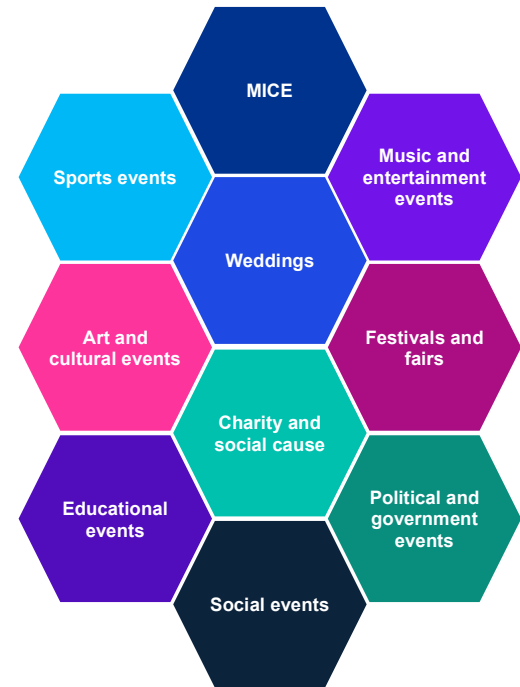 MICE
Sports events
Music and
entertainment
events
Weddings
Art and
cultural events
Festivals and
fairs
Charity and
social cause
Educational
events
Political and
government
events
Social events